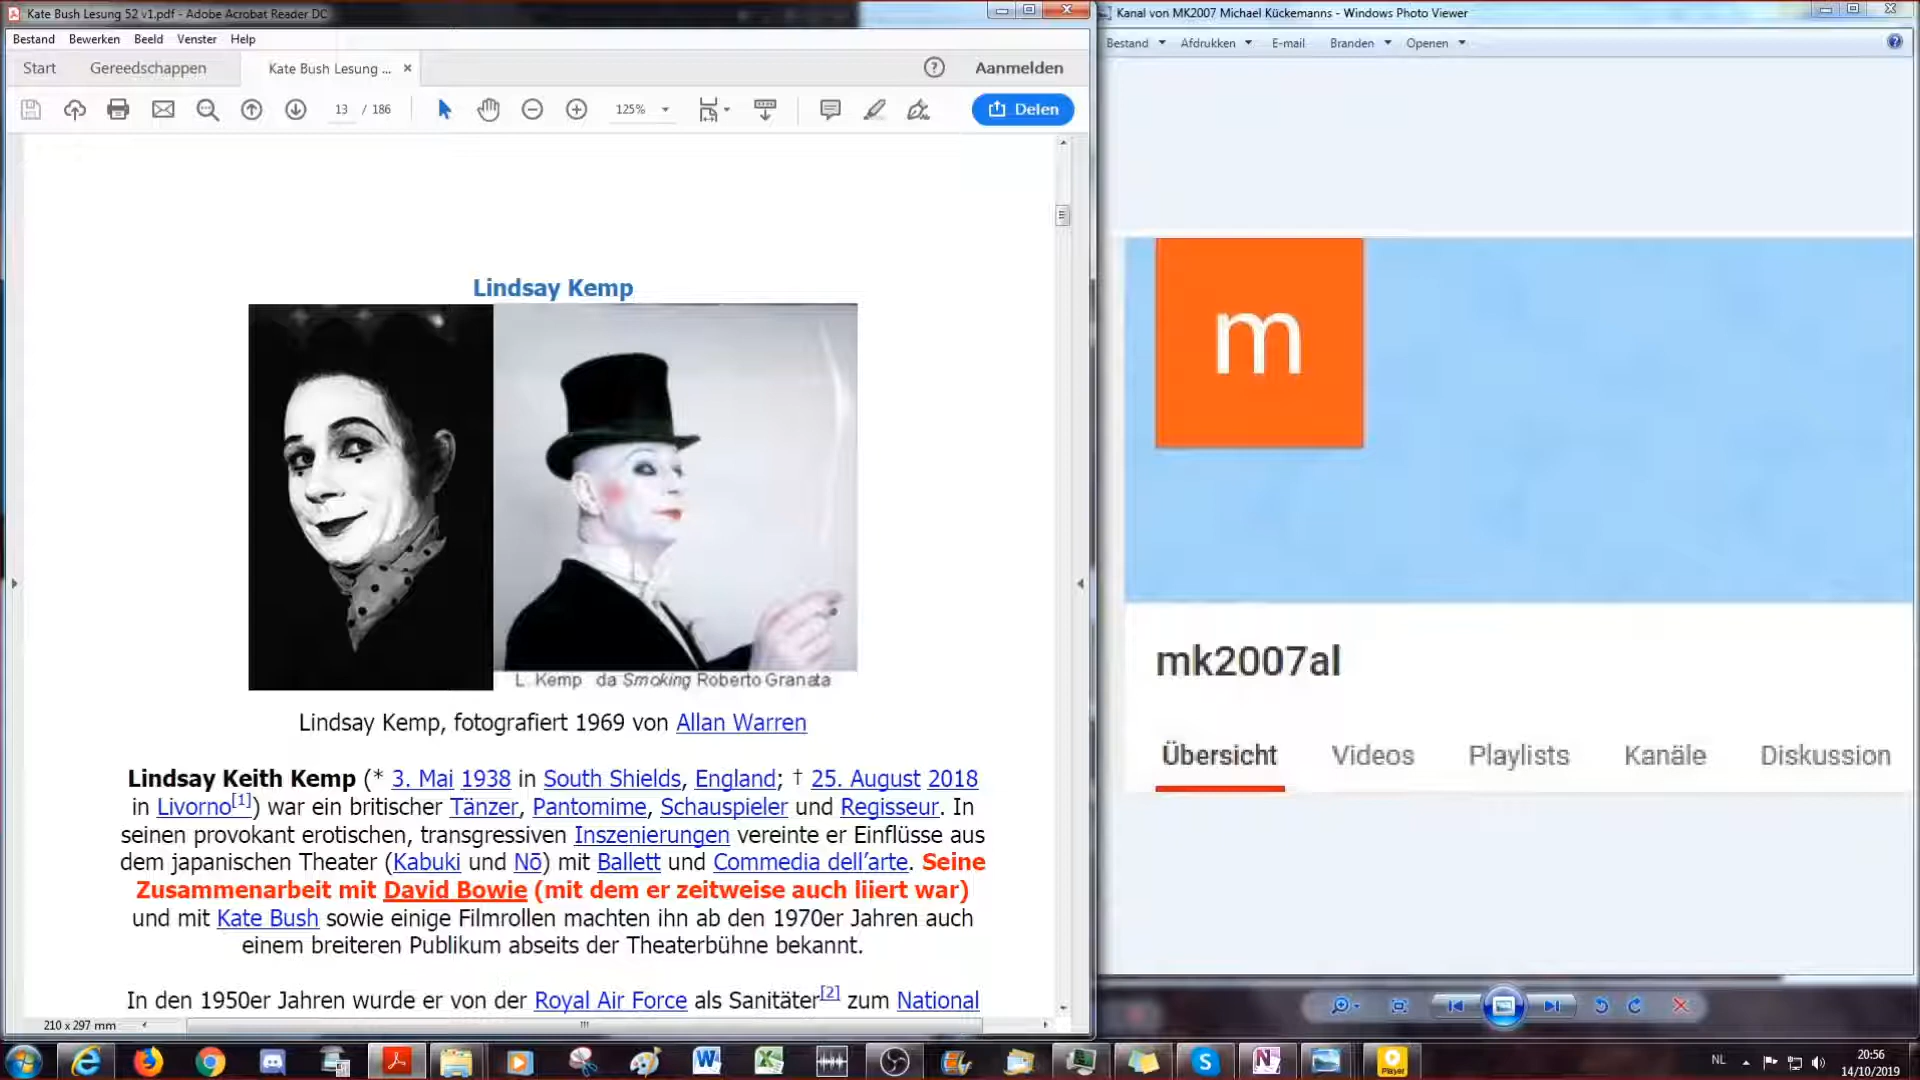 Kate Bush Lesung 52 v1.pdf - Adobe Acrobat Reader DC
Bestand Bewerken Beeld Venster Help
Start Gereedschappen Kate Bush Lesung ... × Aanmelden
13 / 186 125% Delen
Lindsay Kemp
L. Kemp da Smoking Roberto Granata
Lindsay Kemp, fotografiert 1969 von Allan Warren
Lindsay Keith Kemp (* 3. Mai 1938 in South Shields, England; † 25. August 2018
in Livorno[1]) war ein britischer Tänzer, Pantomime, Schauspieler und Regisseur. In
seinen provokant erotischen, transgressiven Inszenierungen vereinte er Einflüsse aus
dem japanischen Theater (Kabuki und Nō) mit Ballett und Commedia dell’arte. Seine
Zusammenarbeit mit David Bowie (mit dem er zeitweise auch liiert war)
und mit Kate Bush sowie einige Filmrollen machten ihn ab den 1970er Jahren auch
einem breiteren Publikum abseits der Theaterbühne bekannt.
In den 1950er Jahren wurde er von der Royal Air Force als Sanitäter[2] zum National
210 x 297 mm
Kanal von MK2007 Michael Kückemanns - Windows Photo Viewer
Bestand Afdrukken E-mail Branden Openen
m
mk2007al
Übersicht Videos Playlists Kanäle Diskussion
Player
NL
20:56
14/10/2019